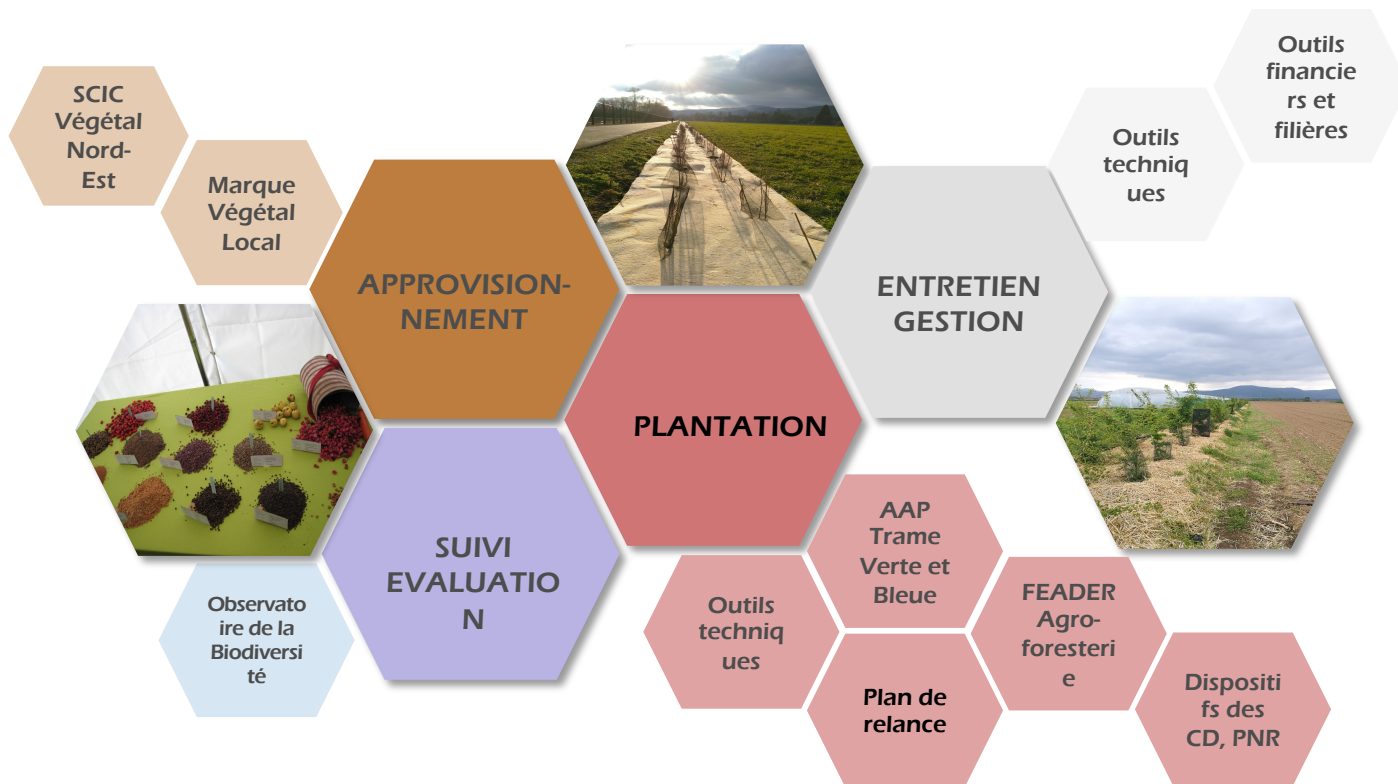 SCIC
Végétal
Nord-
Est
Marque
Végétal
Local
APPROVISION-
NEMENT
ENTRETIEN
GESTION
Outils
techniq
ues
Outils
financie
rs et
filières
PLANTATION
SUIVI
EVALUATIO
N
Observato
ire de la
Biodiversi
té
Outils
techniq
ues
AAP
Trame
Verte et
Bleue
Plan de
relance
FEADER
Agro-
foresteri
e
Dispositi
fs des
CD, PNR